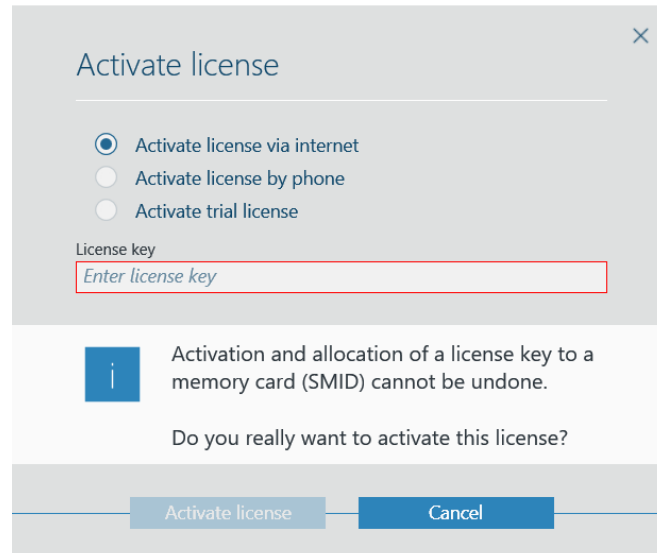 Activate license
Activate license via internet
Activate license by phone
Activate trial license
License key
Enter license key
Activation and allocation of a license key to a
memory card (SMID) cannot be undone.
Do you really want to activate this license?
Activate license
Cancel